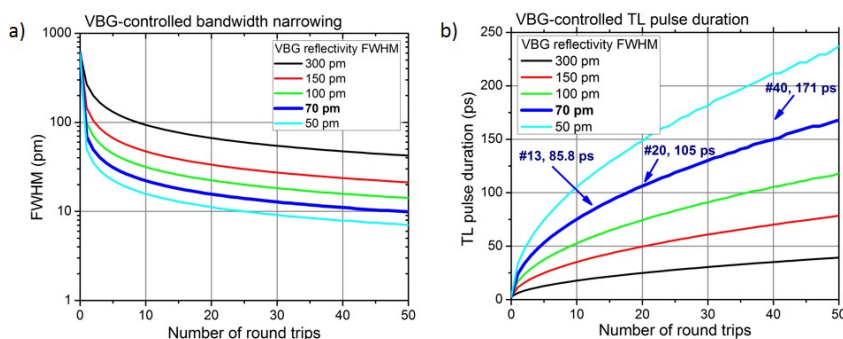 a)
VBG-controlled bandwidth narrowing
VBG reflectivity FWHM
300 pm
150 pm
100 pm
70 pm
50 pm
1000
100
10
1
FWHM (pm)
0 10 20 30 40 50
Number of round trips
b)
VBG-controlled TL pulse duration
VBG reflectivity FWHM
300 pm
150 pm
100 pm
70 pm
50 pm
#40, 171 ps
#20, 105 ps
#13, 85.8 ps
250
200
150
100
50
0
TL pulse duration (ps)
0 10 20 30 40 50
Number of round trips